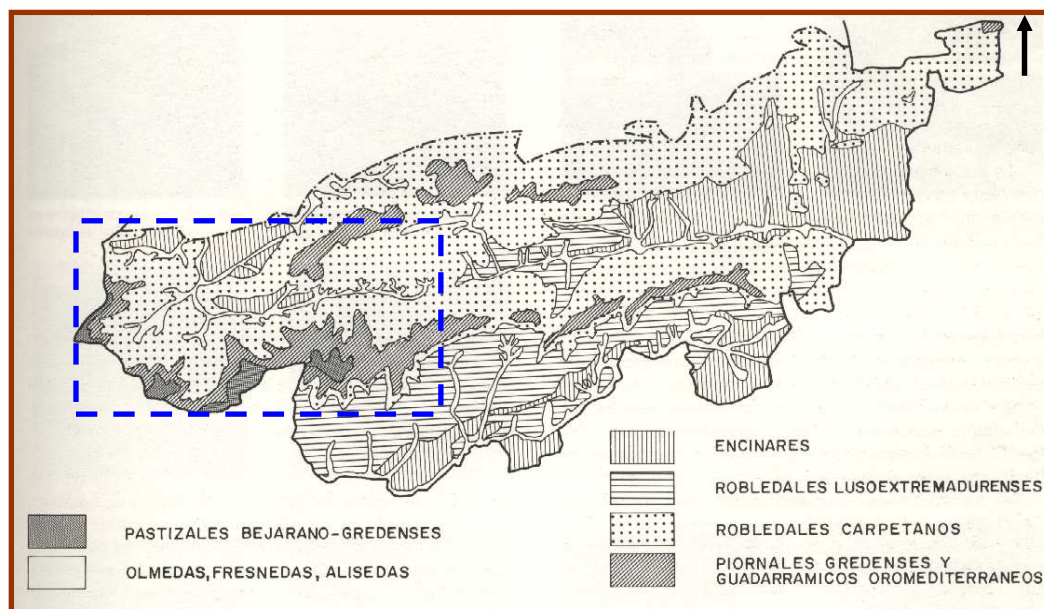 PASTIZALES BEJARANO-GREDENSES
OLMEDAS, FRESNEDAS, ALISEDAS
ENCINARES
ROBLEDALES LUSOEXTREMADURENSES
ROBLEDALES CARPETANOS
PIORNALES GREDENSES Y
GUADARRAMICOS OROMEDITERRANEOS